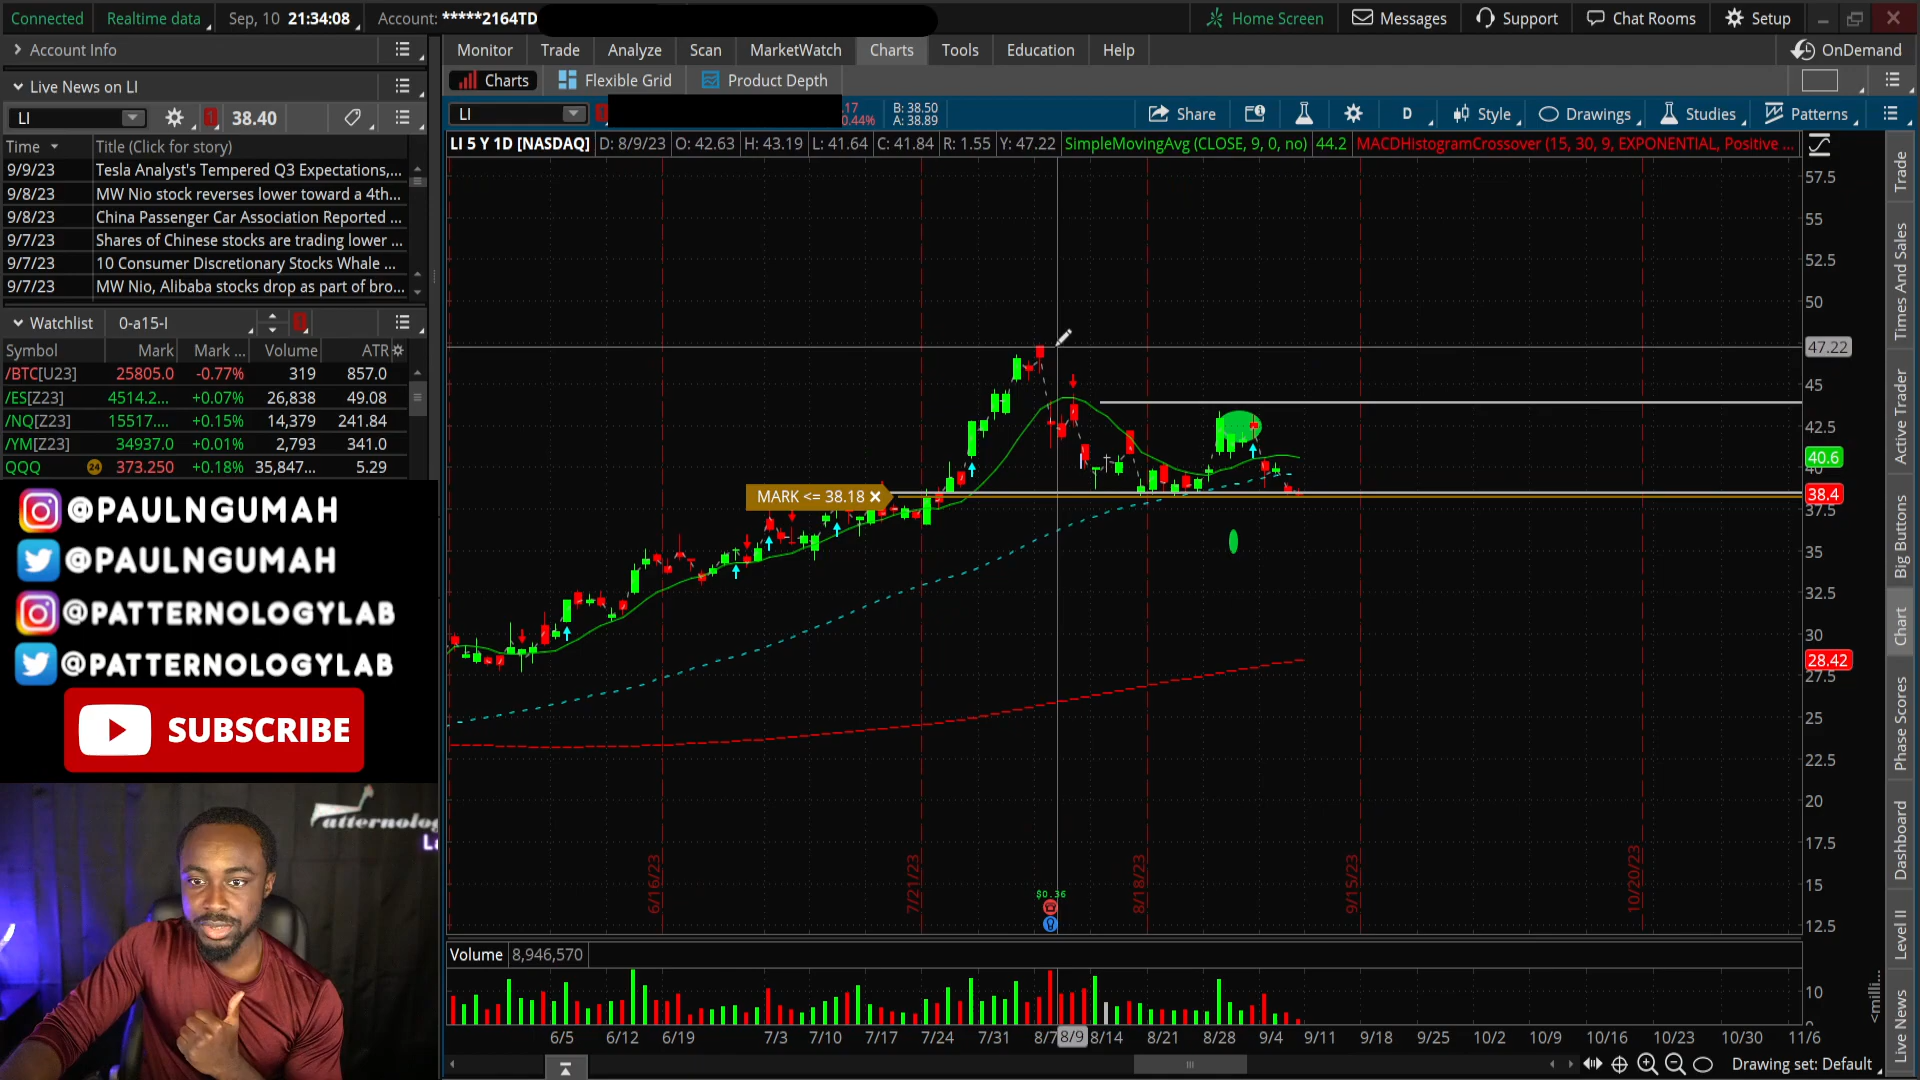 Connected Realtime data Sep, 10 21:34:08 Account: *****2164TD Home Screen Messages Support Chat Rooms Setup
Account Info
Monitor Trade Analyze Scan MarketWatch Charts Tools Education Help OnDemand
Live News on LI
Charts Flexible Grid Product Depth
LI 38.40
LI .17 0.44% B: 38.50 A: 38.89 Share D Style Drawings Studies Patterns
LI 5 Y 1D [NASDAQ] D: 8/9/23 O: 42.63 H: 43.19 L: 41.64 C: 41.84 R: 1.55 Y: 47.22 SimpleMovingAvg (CLOSE, 9, 0, no) 44.2 MACDHistogramCrossover (15, 30, 9, EXPONENTIAL, Positive ...
Time Title (Click for story)
9/9/23 Tesla Analyst's Tempered Q3 Expectations,...
9/8/23 MW Nio stock reverses lower toward a 4th...
9/8/23 China Passenger Car Association Reported ...
9/7/23 Shares of Chinese stocks are trading lower ...
9/7/23 10 Consumer Discretionary Stocks Whale ...
9/7/23 MW Nio, Alibaba stocks drop as part of bro...
Watchlist 0-a15-I
Symbol Mark Mark ... Volume ATR
/BTC[U23] 25805.0 -0.77% 319 857.0
/ES[Z23] 4514.2... +0.07% 26,838 49.08
/NQ[Z23] 15517.... +0.15% 14,379 241.84
/YM[Z23] 34937.0 +0.01% 2,793 341.0
QQQ 24 373.250 +0.18% 35,847... 5.29
@PAULNGUMAH
@PAULNGUMAH
@PATTERNOLOGYLAB
@PATTERNOLOGYLAB
SUBSCRIBE
atternolog
MARK <= 38.18
57.5
55
52.5
50
47.22
45
42.5
40.6
40
38.4
37.5
35
32.5
30
28.42
27.5
25
22.5
20
17.5
15
12.5
6/16/23
7/21/23
8/18/23
9/15/23
10/20/23
$0.36
Volume 8,946,570
10
<milli...
6/5 6/12 6/19 7/3 7/10 7/17 7/24 7/31 8/7 8/9 8/14 8/21 8/28 9/4 9/11 9/18 9/25 10/2 10/9 10/16 10/23 10/30 11/6
Drawing set: Default
Trade
Times And Sales
Active Trader
Big Buttons
Chart
Phase Scores
Dashboard
Level II
Live News